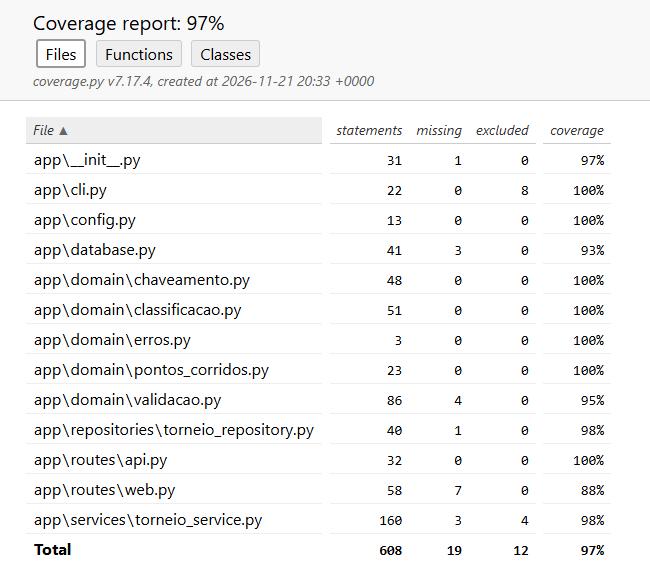 Coverage report: 97%
Files Functions Classes
coverage.py v7.17.4, created at 2026-11-21 20:33 +0000
File ▲ statements missing excluded coverage
app\__init__.py 31 1 0 97%
app\cli.py 22 0 8 100%
app\config.py 13 0 0 100%
app\database.py 41 3 0 93%
app\domain\chaveamento.py 48 0 0 100%
app\domain\classificacao.py 51 0 0 100%
app\domain\erros.py 3 0 0 100%
app\domain\pontos_corridos.py 23 0 0 100%
app\domain\validacao.py 86 4 0 95%
app\repositories\torneio_repository.py 40 1 0 98%
app\routes\api.py 32 0 0 100%
app\routes\web.py 58 7 0 88%
app\services\torneio_service.py 160 3 4 98%
Total 608 19 12 97%